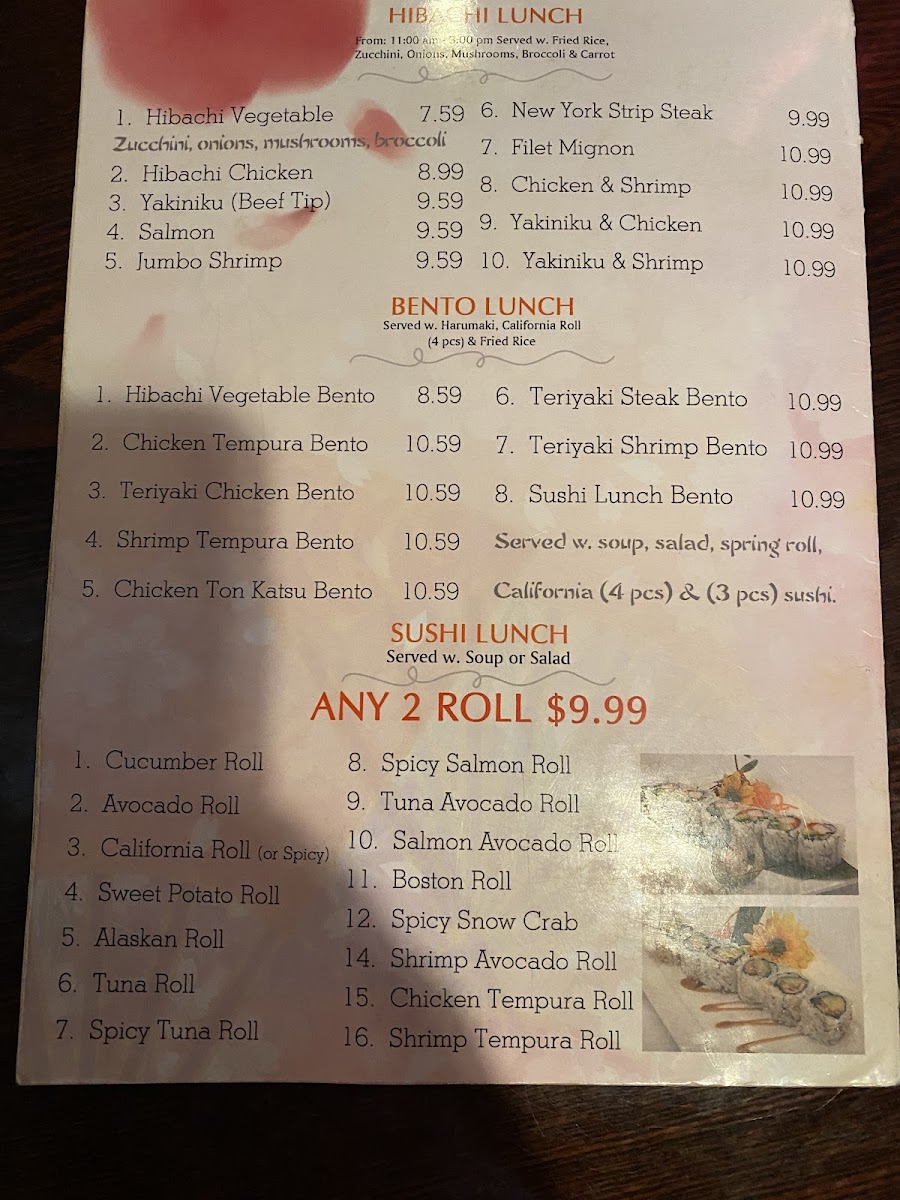 HIBACHI LUNCH
From: 11:00 am - 3:00 pm Served w. Fried Rice,
Zucchini, Onions, Mushrooms, Broccoli & Carrot
1. Hibachi Vegetable 7.59
Zucchini, onions, mushrooms, broccoli
2. Hibachi Chicken 8.99
3. Yakiniku (Beef Tip) 9.59
4. Salmon 9.59
5. Jumbo Shrimp 9.59
6. New York Strip Steak 9.99
7. Filet Mignon 10.99
8. Chicken & Shrimp 10.99
9. Yakiniku & Chicken 10.99
10. Yakiniku & Shrimp 10.99
BENTO LUNCH
Served w. Harumaki, California Roll
(4 pcs) & Fried Rice
1. Hibachi Vegetable Bento 8.59
2. Chicken Tempura Bento 10.59
3. Teriyaki Chicken Bento 10.59
4. Shrimp Tempura Bento 10.59
5. Chicken Ton Katsu Bento 10.59
6. Teriyaki Steak Bento 10.99
7. Teriyaki Shrimp Bento 10.99
8. Sushi Lunch Bento 10.99
Served w. soup, salad, spring roll,
California (4 pcs) & (3 pcs) sushi.
SUSHI LUNCH
Served w. Soup or Salad
ANY 2 ROLL $9.99
1. Cucumber Roll
2. Avocado Roll
3. California Roll (or Spicy)
4. Sweet Potato Roll
5. Alaskan Roll
6. Tuna Roll
7. Spicy Tuna Roll
8. Spicy Salmon Roll
9. Tuna Avocado Roll
10. Salmon Avocado Roll
11. Boston Roll
12. Spicy Snow Crab
14. Shrimp Avocado Roll
15. Chicken Tempura Roll
16. Shrimp Tempura Roll